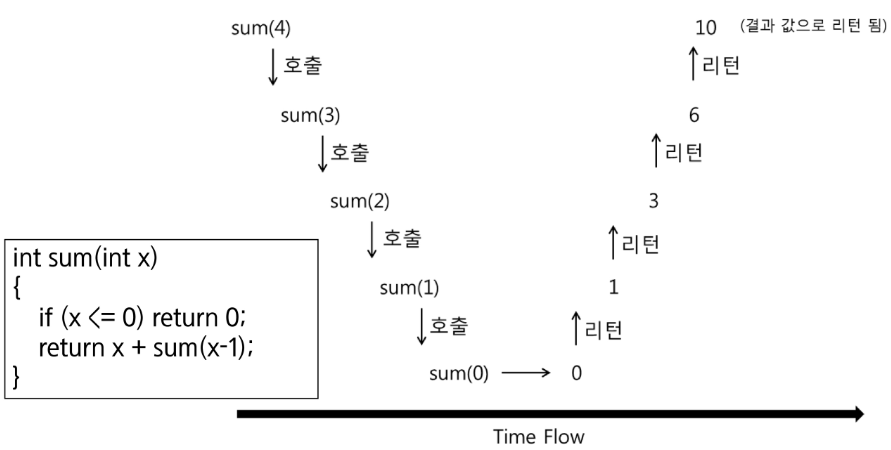 sum(4)
10 (결과 값으로 리턴 됨)
호출
리턴
sum(3)
6
호출
리턴
sum(2)
3
호출
리턴
sum(1)
1
호출
리턴
sum(0)
0
int sum(int x)
{
if (x <= 0) return 0;
return x + sum(x-1);
}
Time Flow